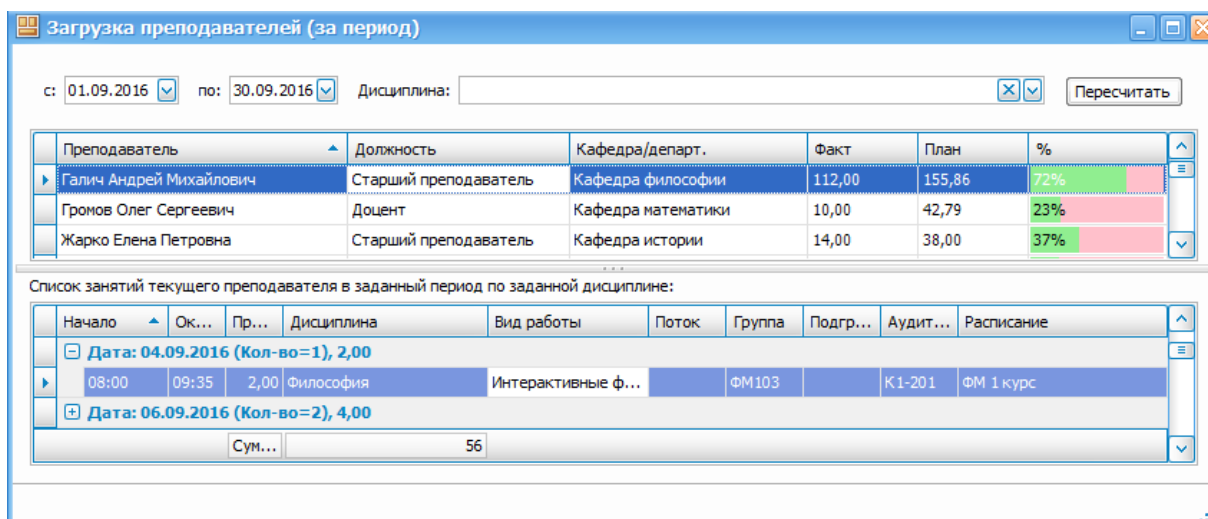 Загрузка преподавателей (за период)
с: 01.09.2016 по: 30.09.2016 Дисциплина: Пересчитать
Преподаватель Должность Кафедра/департ. Факт План %
Галич Андрей Михайлович Старший преподаватель Кафедра философии 112,00 155,86 72%
Громов Олег Сергеевич Доцент Кафедра математики 10,00 42,79 23%
Жарко Елена Петровна Старший преподаватель Кафедра истории 14,00 38,00 37%
Список занятий текущего преподавателя в заданный период по заданной дисциплине:
Начало Ок... Пр... Дисциплина Вид работы Поток Группа Подгр... Аудит... Расписание
Дата: 04.09.2016 (Кол-во=1), 2,00
08:00 09:35 2,00 Философия Интерактивные ф... ФМ103 К1-201 ФМ 1 курс
Дата: 06.09.2016 (Кол-во=2), 4,00
Сум... 56